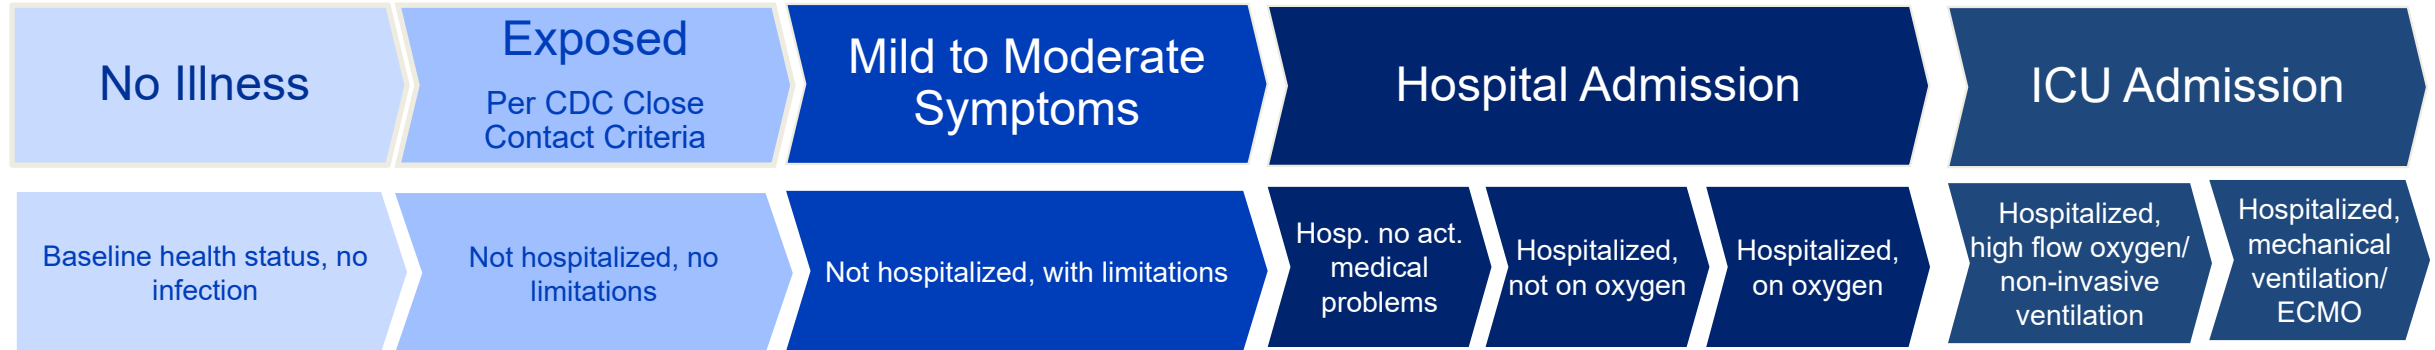 No Illness
Exposed
Per CDC Close
Contact Criteria
Mild to Moderate
Symptoms
Hospital Admission
ICU Admission
Baseline health status, no
infection
Not hospitalized, no
limitations
Not hospitalized, with limitations
Hosp. no act.
medical
problems
Hospitalized,
not on oxygen
Hospitalized,
on oxygen
Hospitalized,
high flow oxygen/
non-invasive
ventilation
Hospitalized,
mechanical
ventilation/
ECMO